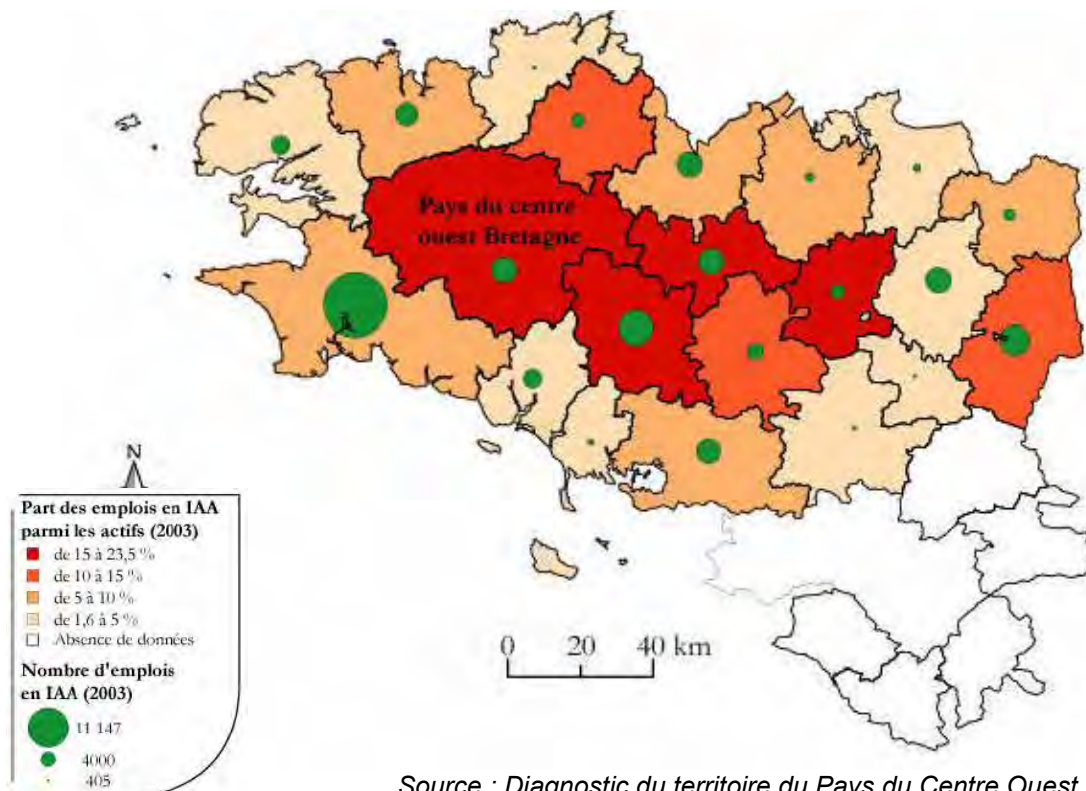 Pays du centre
ouest Bretagne
N
Part des emplois en IAA
parmi les actifs (2003)
de 15 à 23,5 %
de 10 à 15 %
de 5 à 10 %
de 1,6 à 5 %
Absence de données
Nombre d'emplois
en IAA (2003)
11 147
4000
405
0 20 40 km
Source : Diagnostic du territoire du Pays du Centre Ouest